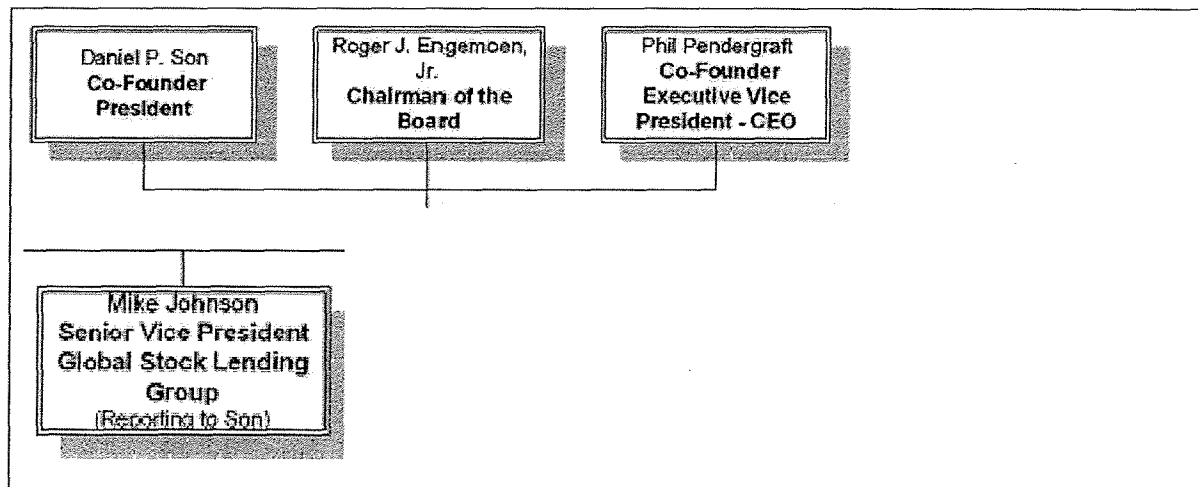 Daniel P. Son
Co-Founder
President
Roger J. Engemoen,
Jr.
Chairman of the
Board
Phil Pendergraft
Co-Founder
Executive Vice
President - CEO
Mike Johnson
Senior Vice President
Global Stock Lending
Group
(Reporting to Son)